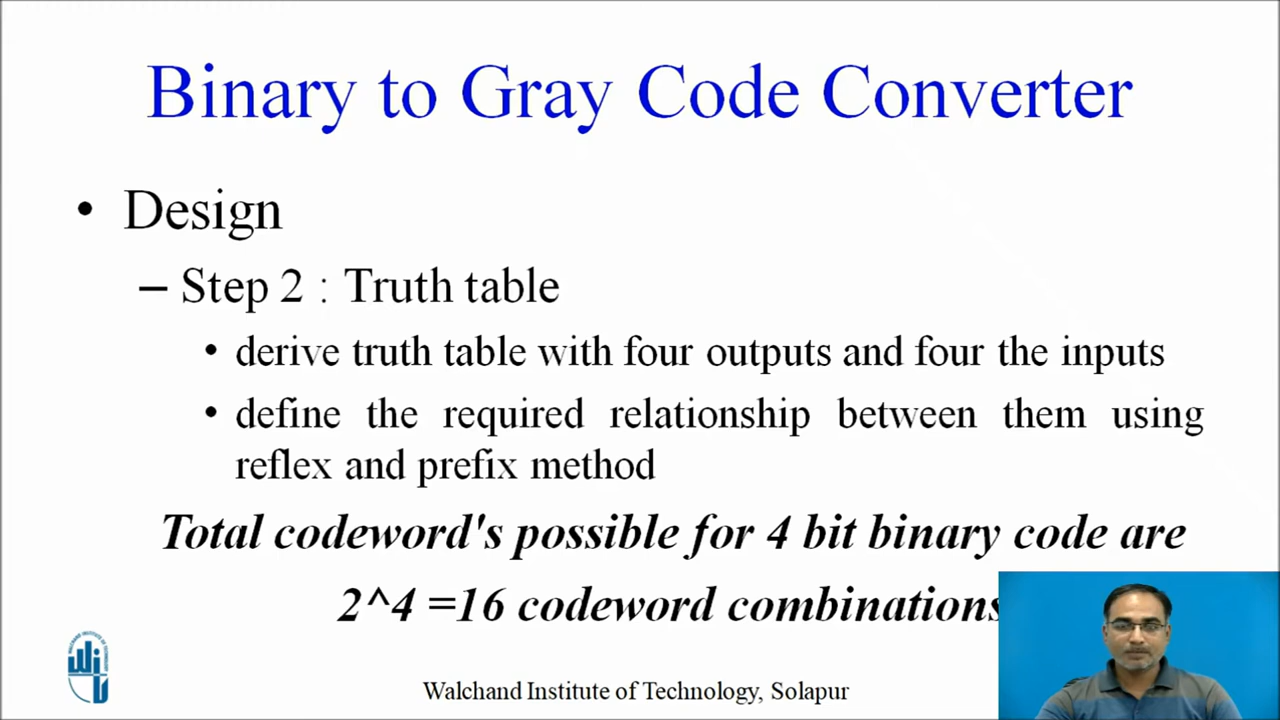 Binary to Gray Code Converter
• Design
– Step 2 : Truth table
• derive truth table with four outputs and four the inputs
• define the required relationship between them using
reflex and prefix method
Total codeword's possible for 4 bit binary code are
2^4 =16 codeword combinations
Walchand Institute of Technology, Solapur